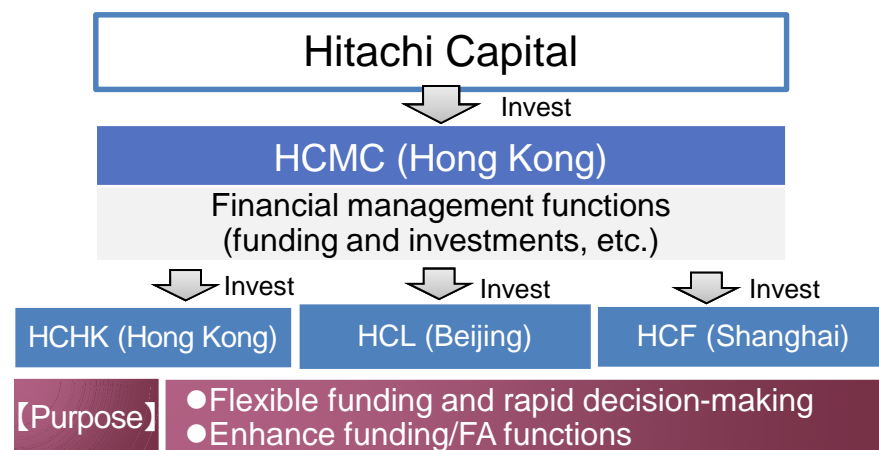 Hitachi Capital
Invest
HCMC (Hong Kong)
Financial management functions
(funding and investments, etc.)
Invest
Invest
Invest
HCHK (Hong Kong)
HCL (Beijing)
HCF (Shanghai)
【Purpose】
●Flexible funding and rapid decision-making
●Enhance funding/FA functions